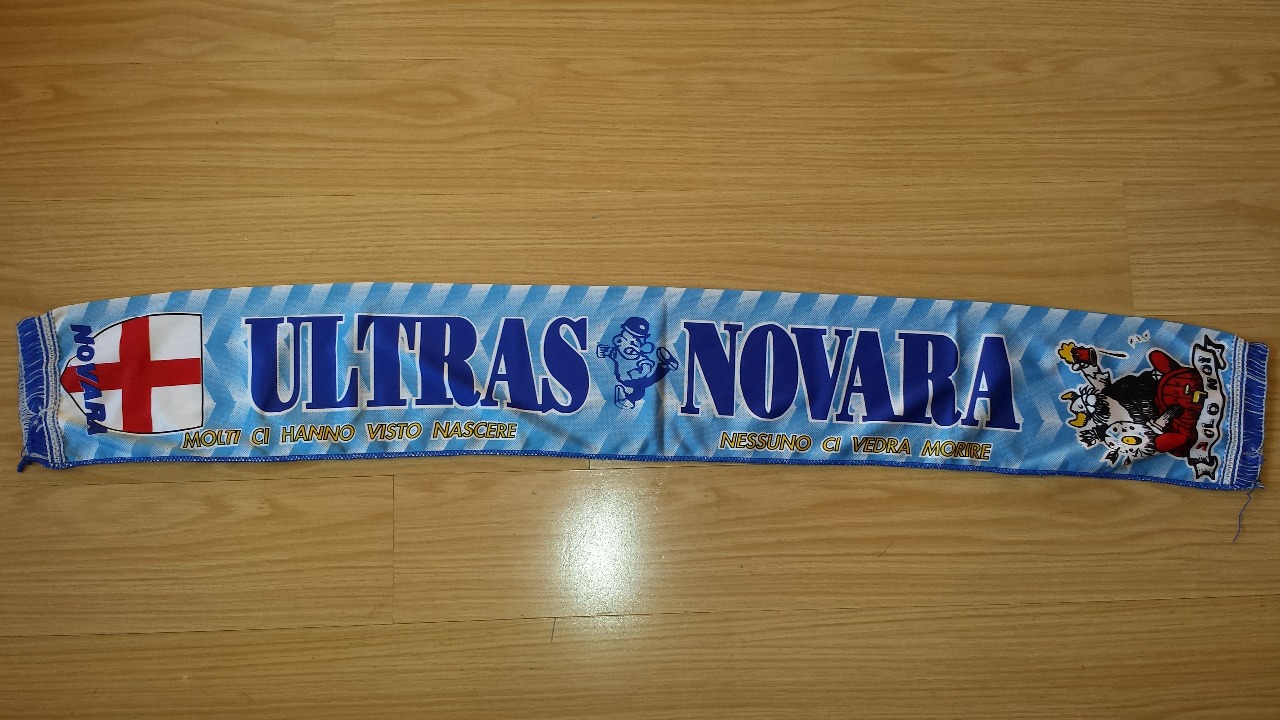 NOVARA
ULTRAS NOVARA
MOLTI CI HANNO VISTO NASCERE
NESSUNO CI VEDRA MORIRE
E SOLO NOI